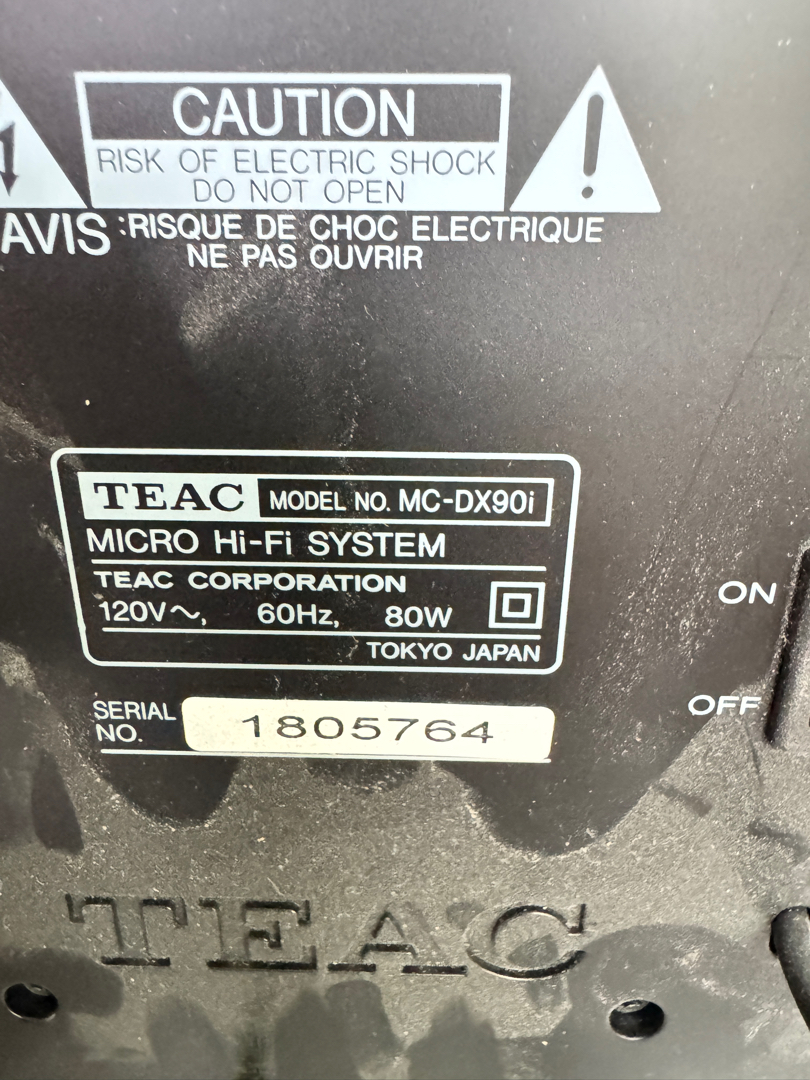 CAUTION
RISK OF ELECTRIC SHOCK
DO NOT OPEN
AVIS :RISQUE DE CHOC ELECTRIQUE
NE PAS OUVRIR
TEAC MODEL NO. MC-DX90i
MICRO Hi-Fi SYSTEM
TEAC CORPORATION
120V～, 60Hz, 80W
TOKYO JAPAN
ON
OFF
SERIAL NO. 1805764
TEAC